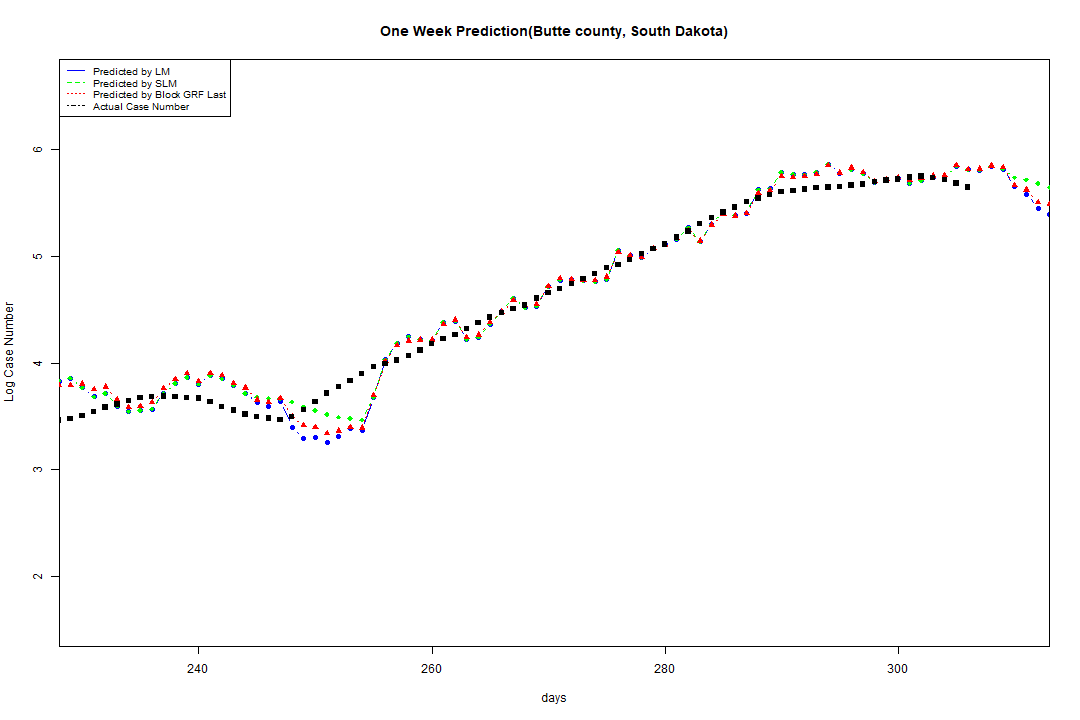 One Week Prediction(Butte county, South Dakota)
Predicted by LM
Predicted by SLM
Predicted by Block GRF Last
Actual Case Number
6
5
4
3
2
Log Case Number
240
260
280
300
days